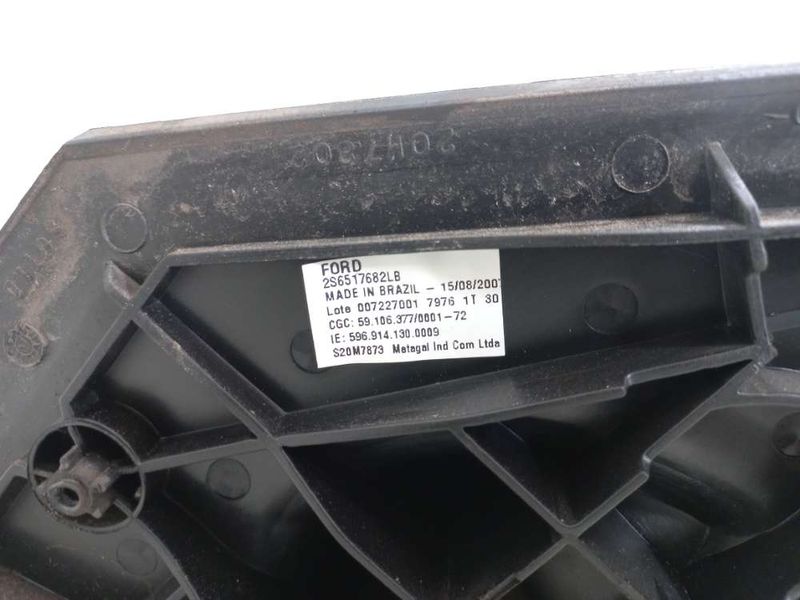 FORD
2S6517682LB
MADE IN BRAZIL – 15/08/2007
Lote 007227001 7976 1T 30
CGC: 59.106.377/0001-72
IE: 596.914.130.0009
S20M7873 Metagal Ind Com Ltda